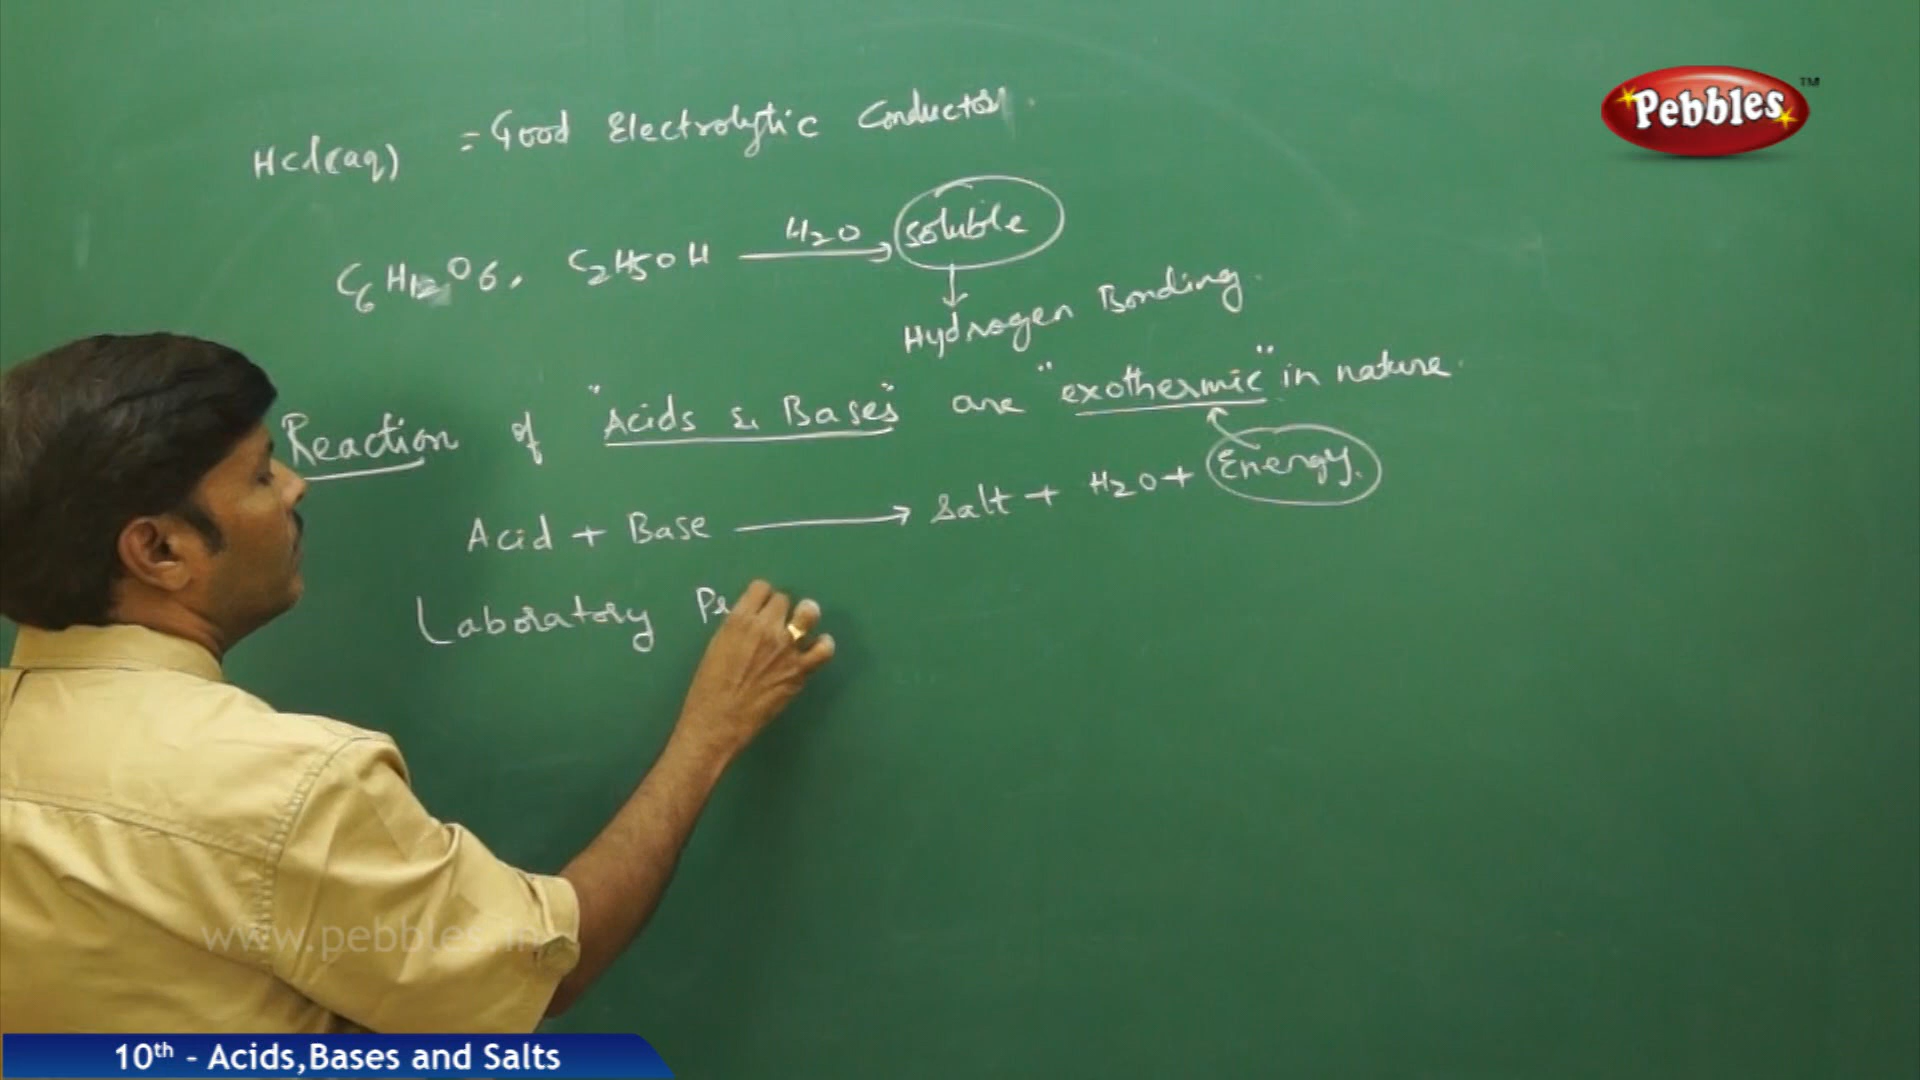 Pebbles™
Hcl(aq) = Good Electrolytic Conductor.
C6H12O6, C2H5OH H2O soluble
Hydrogen Bonding.
Reaction of "Acids & Bases" are "exothermic" in nature.
Acid + Base → Salt + H2O + Energy.
Laboratory
www.pebbles.in
10th - Acids,Bases and Salts